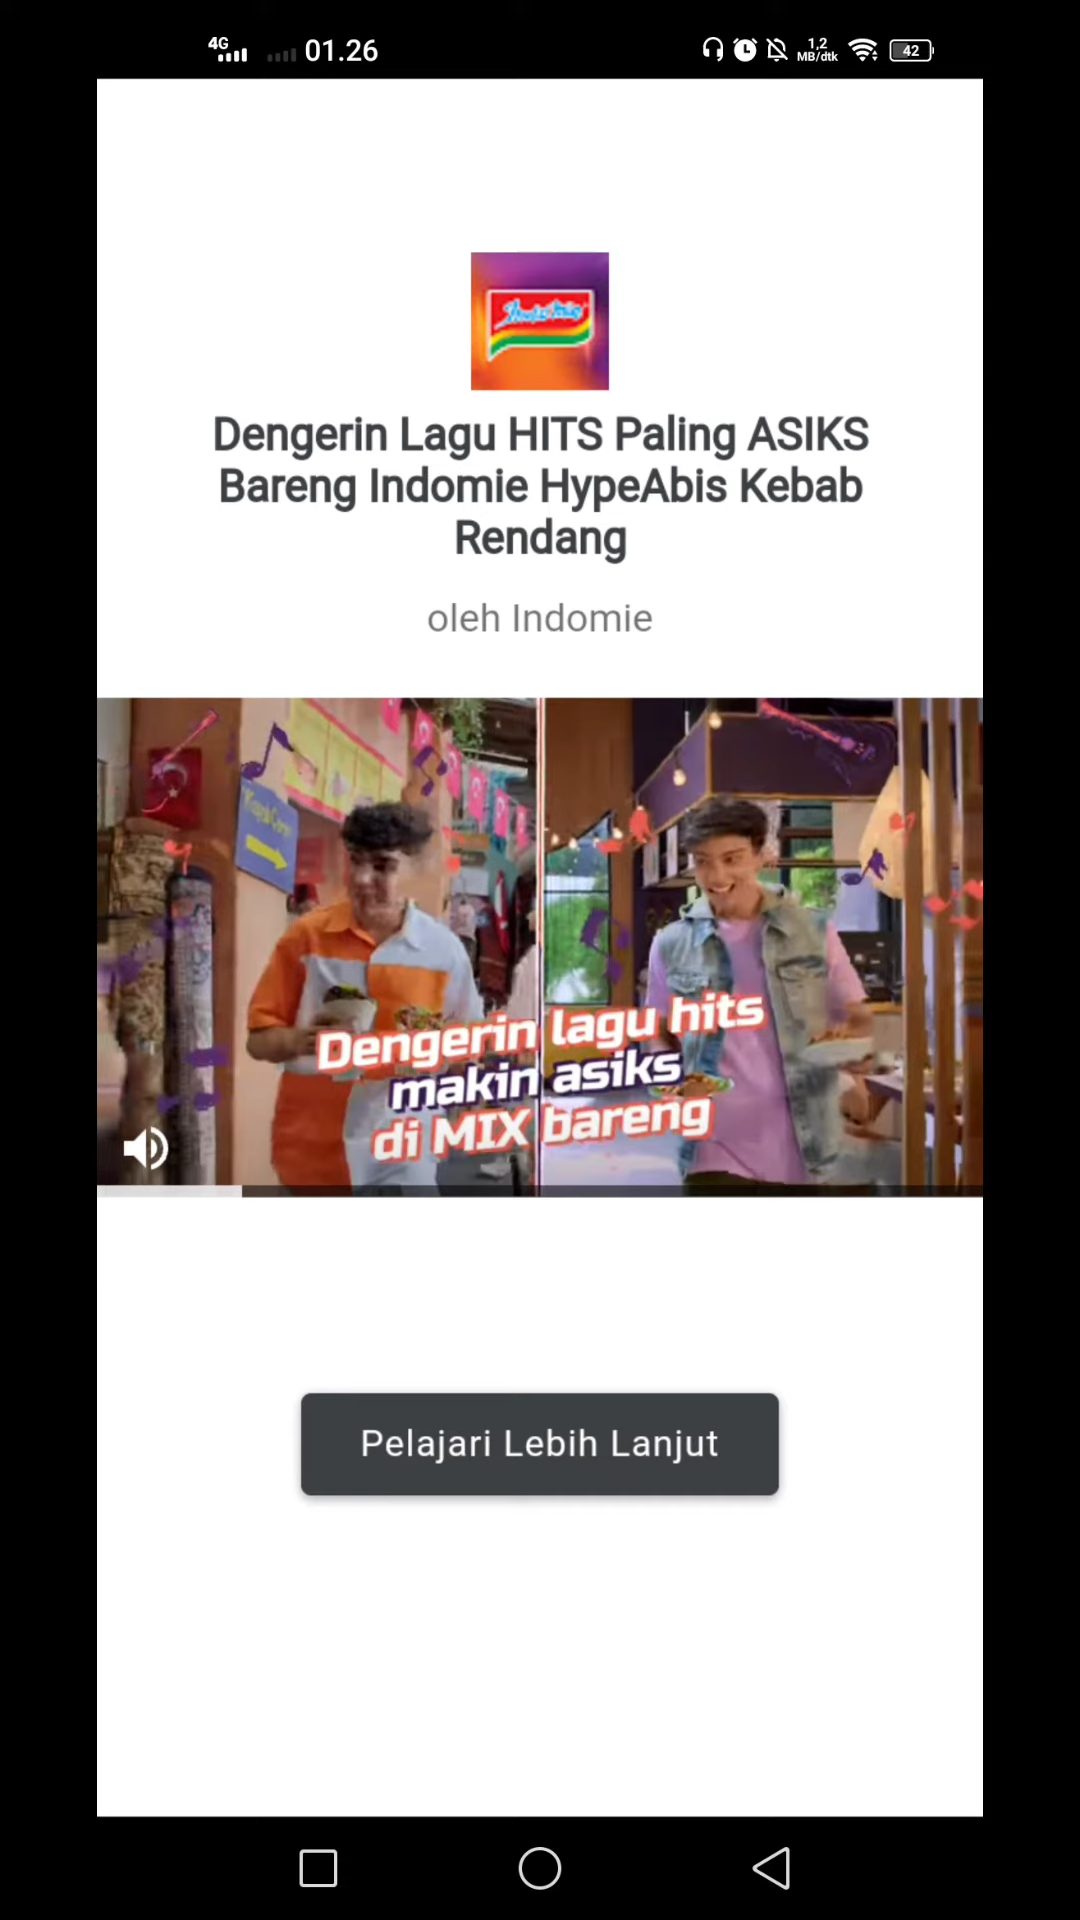 4G 01.26 1,2 MB/dtk 42
Indomie
Dengerin Lagu HITS Paling ASIKS
Bareng Indomie HypeAbis Kebab
Rendang
oleh Indomie
Dengerin lagu hits
makin asiks
di MIX bareng
Pelajari Lebih Lanjut